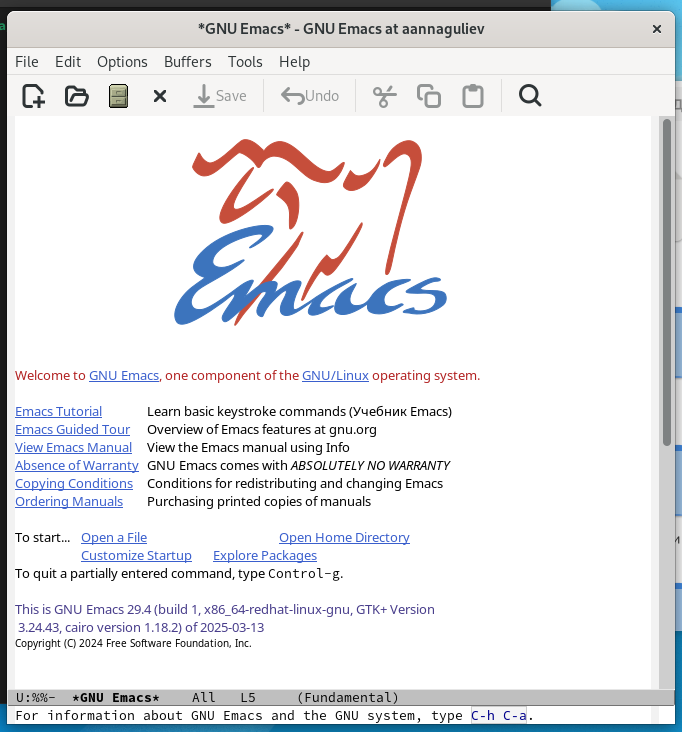 *GNU Emacs* - GNU Emacs at aannaguliev
File Edit Options Buffers Tools Help
Save Undo
Emacs
Welcome to GNU Emacs, one component of the GNU/Linux operating system.
Emacs Tutorial Learn basic keystroke commands (Учебник Emacs)
Emacs Guided Tour Overview of Emacs features at gnu.org
View Emacs Manual View the Emacs manual using Info
Absence of Warranty GNU Emacs comes with ABSOLUTELY NO WARRANTY
Copying Conditions Conditions for redistributing and changing Emacs
Ordering Manuals Purchasing printed copies of manuals
To start... Open a File Open Home Directory
Customize Startup Explore Packages
To quit a partially entered command, type Control-g.
This is GNU Emacs 29.4 (build 1, x86_64-redhat-linux-gnu, GTK+ Version
3.24.43, cairo version 1.18.2) of 2025-03-13
Copyright (C) 2024 Free Software Foundation, Inc.
U:%%- *GNU Emacs* All L5 (Fundamental)
For information about GNU Emacs and the GNU system, type C-h C-a.